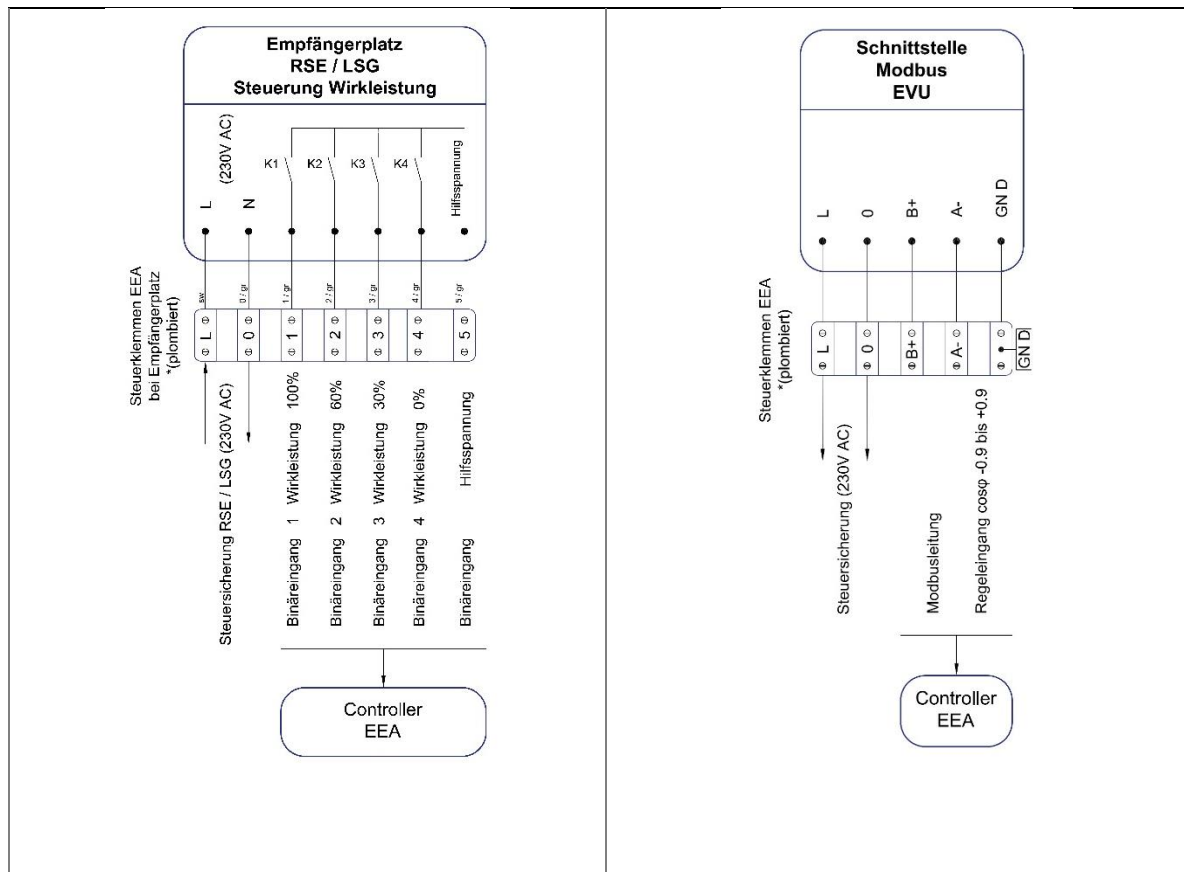 Empfängerplatz
RSE / LSG
Steuerung Wirkleistung
(230V AC)
L
N
K1
K2
K3
K4
Hilfsspannung
Steuerklemmen EEA
bei Empfängerplatz
*(plombiert)
sw
0 / gr
1 / gr
2 / gr
3 / gr
4 / gr
5 / gr
L
0
1
2
3
4
5
Steuersicherung RSE / LSG (230V AC)
Binäreingang 1 Wirkleistung 100%
Binäreingang 2 Wirkleistung 60%
Binäreingang 3 Wirkleistung 30%
Binäreingang 4 Wirkleistung 0%
Binäreingang Hilfsspannung
Controller
EEA
Schnittstelle
Modbus
EVU
L
0
B+
A-
GN D
Steuerklemmen EEA
*(plombiert)
L
0
B+
A-
GN D
Steuersicherung (230V AC)
Modbusleitung
Regeleingang cosφ -0.9 bis +0.9
Controller
EEA